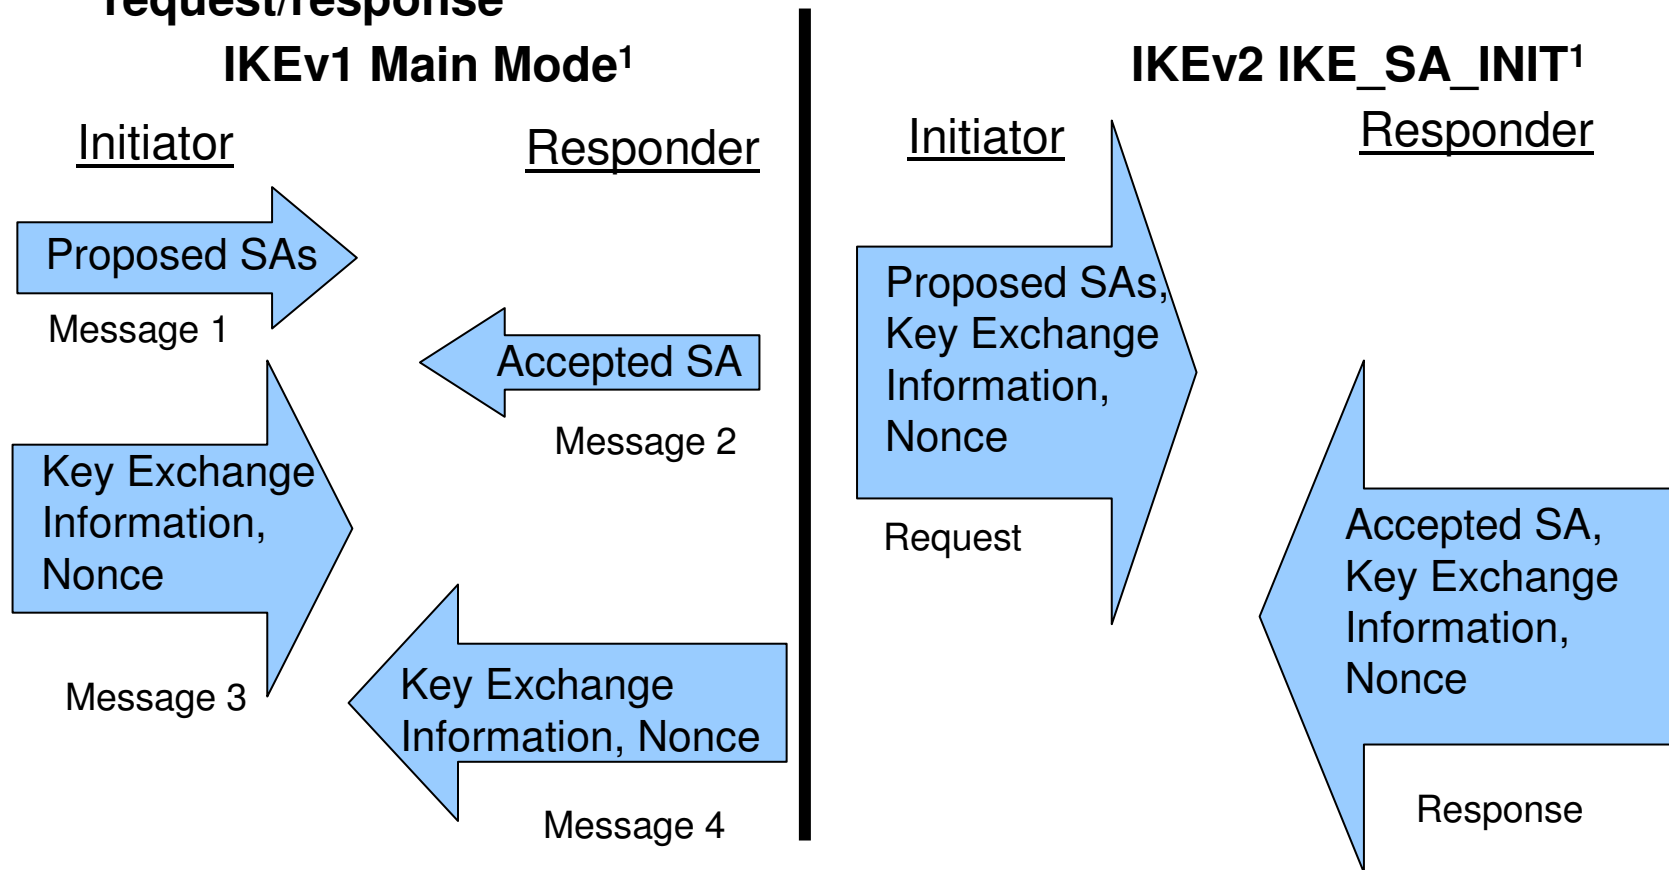 request/response
IKEv1 Main Mode¹
Initiator
Responder
Proposed SAs
Message 1
Accepted SA
Message 2
Key Exchange
Information,
Nonce
Message 3
Key Exchange
Information, Nonce
Message 4
IKEv2 IKE_SA_INIT¹
Initiator
Responder
Proposed SAs,
Key Exchange
Information,
Nonce
Request
Accepted SA,
Key Exchange
Information,
Nonce
Response